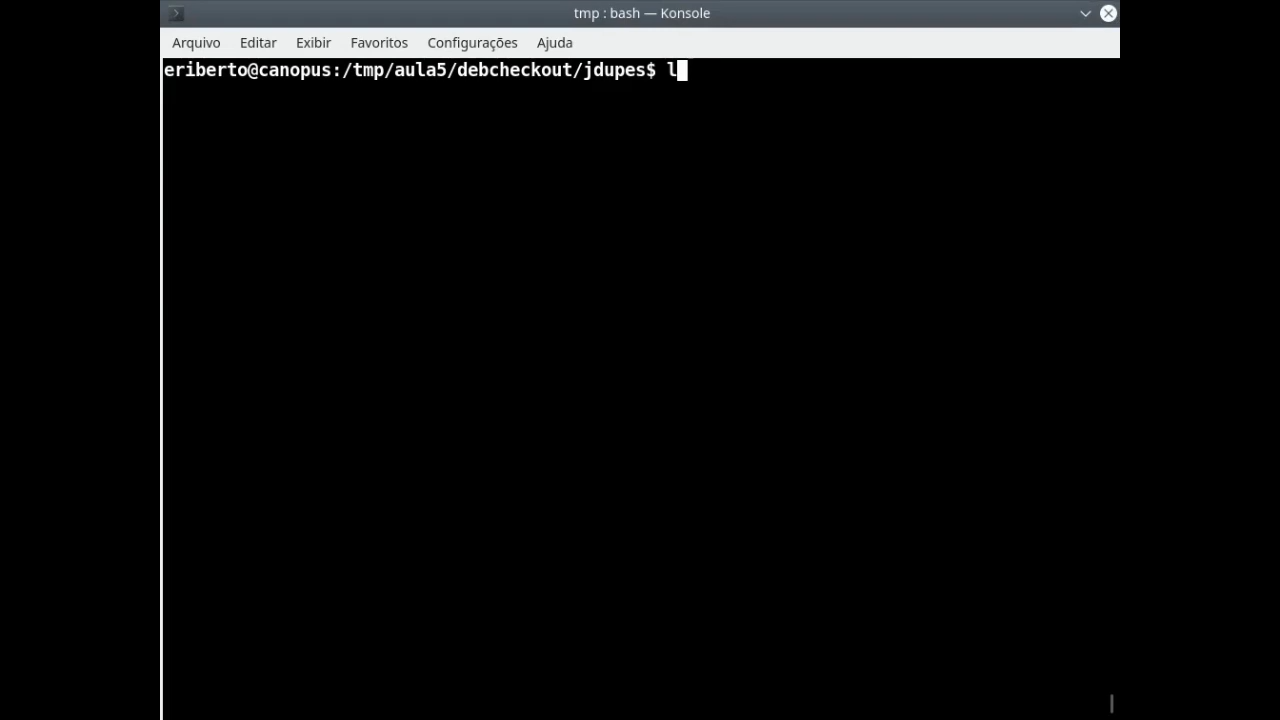 tmp : bash — Konsole
Arquivo Editar Exibir Favoritos Configurações Ajuda
eriberto@canopus:/tmp/aula5/debcheckout/jdupes$ l